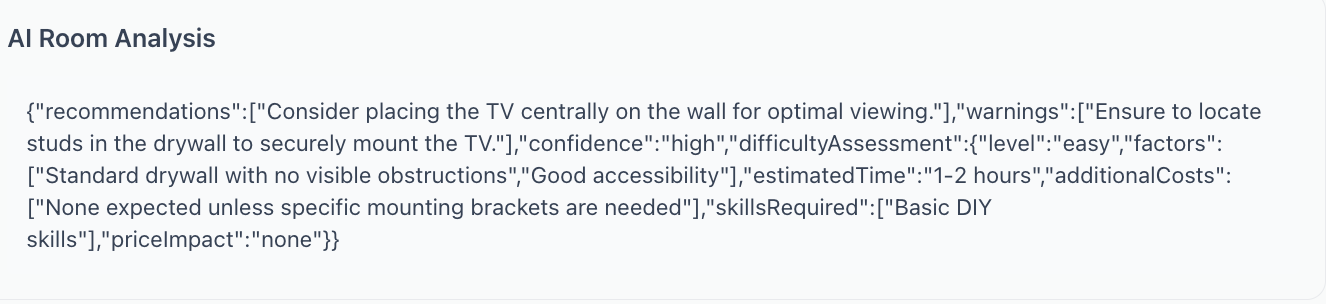 AI Room Analysis
{"recommendations":["Consider placing the TV centrally on the wall for optimal viewing."],"warnings":["Ensure to locate
studs in the drywall to securely mount the TV."],"confidence":"high","difficultyAssessment":{"level":"easy","factors":
["Standard drywall with no visible obstructions","Good accessibility"],"estimatedTime":"1-2 hours","additionalCosts":
["None expected unless specific mounting brackets are needed"],"skillsRequired":["Basic DIY
skills"],"priceImpact":"none"}}